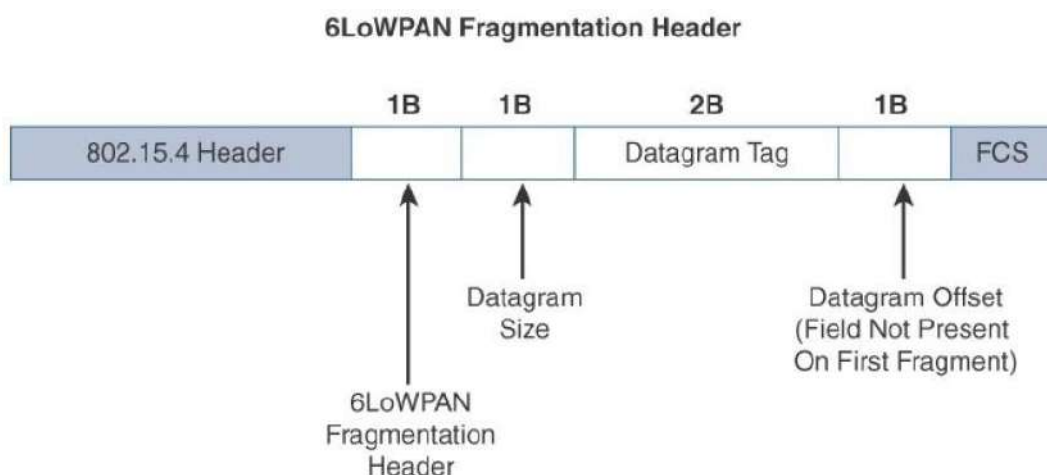 6LoWPAN Fragmentation Header
1B 1B 2B 1B
802.15.4 Header Datagram Tag FCS
Datagram
Size
Datagram Offset
(Field Not Present
On First Fragment)
6LoWPAN
Fragmentation
Header